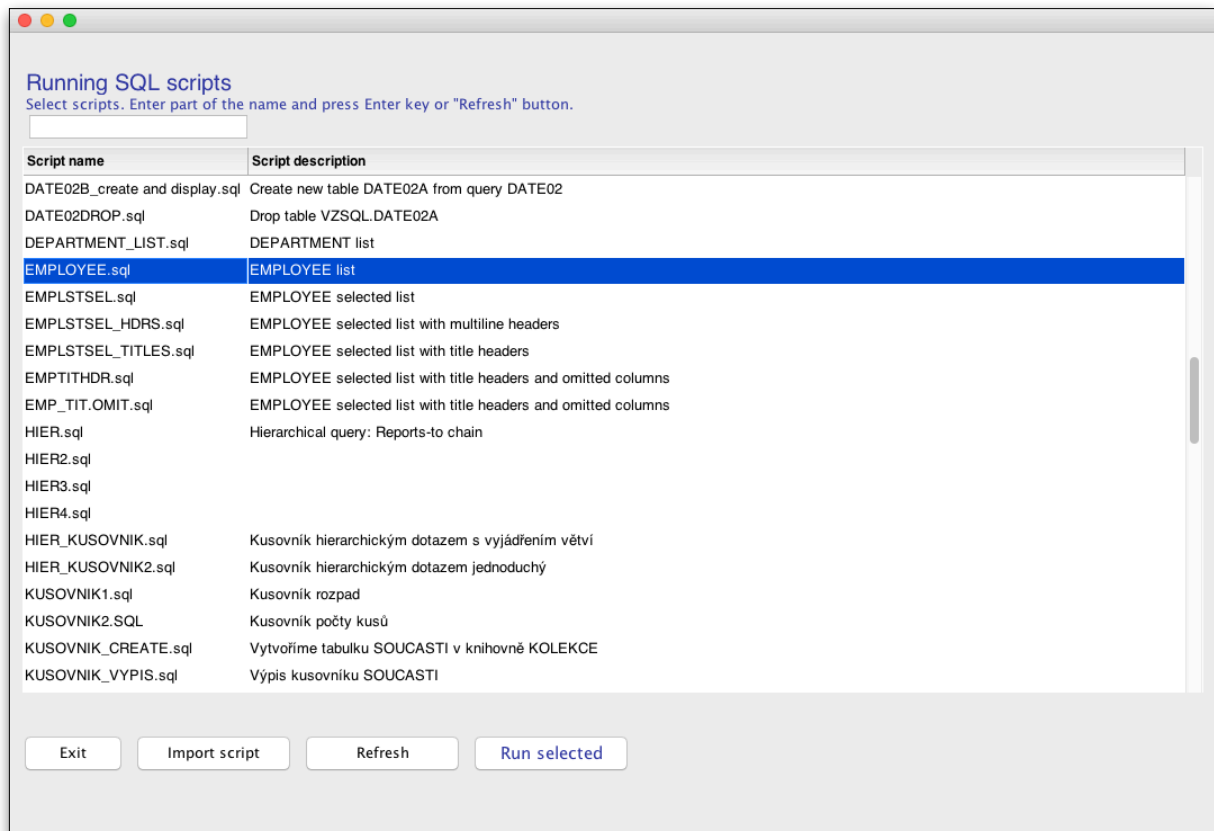 Running SQL scripts
Select scripts. Enter part of the name and press Enter key or "Refresh" button.
Script name Script description
DATE02B_create and display.sql Create new table DATE02A from query DATE02
DATE02DROP.sql Drop table VZSQL.DATE02A
DEPARTMENT_LIST.sql DEPARTMENT list
EMPLOYEE.sql EMPLOYEE list
EMPLSTSEL.sql EMPLOYEE selected list
EMPLSTSEL_HDRS.sql EMPLOYEE selected list with multiline headers
EMPLSTSEL_TITLES.sql EMPLOYEE selected list with title headers
EMPTITHDR.sql EMPLOYEE selected list with title headers and omitted columns
EMP_TIT.OMIT.sql EMPLOYEE selected list with title headers and omitted columns
HIER.sql Hierarchical query: Reports-to chain
HIER2.sql
HIER3.sql
HIER4.sql
HIER_KUSOVNIK.sql Kusovník hierarchickým dotazem s vyjádřením větví
HIER_KUSOVNIK2.sql Kusovník hierarchickým dotazem jednoduchý
KUSOVNIK1.sql Kusovník rozpad
KUSOVNIK2.SQL Kusovník počty kusů
KUSOVNIK_CREATE.sql Vytvoříme tabulku SOUCASTI v knihovně KOLEKCE
KUSOVNIK_VYPIS.sql Výpis kusovníku SOUCASTI
Exit Import script Refresh Run selected